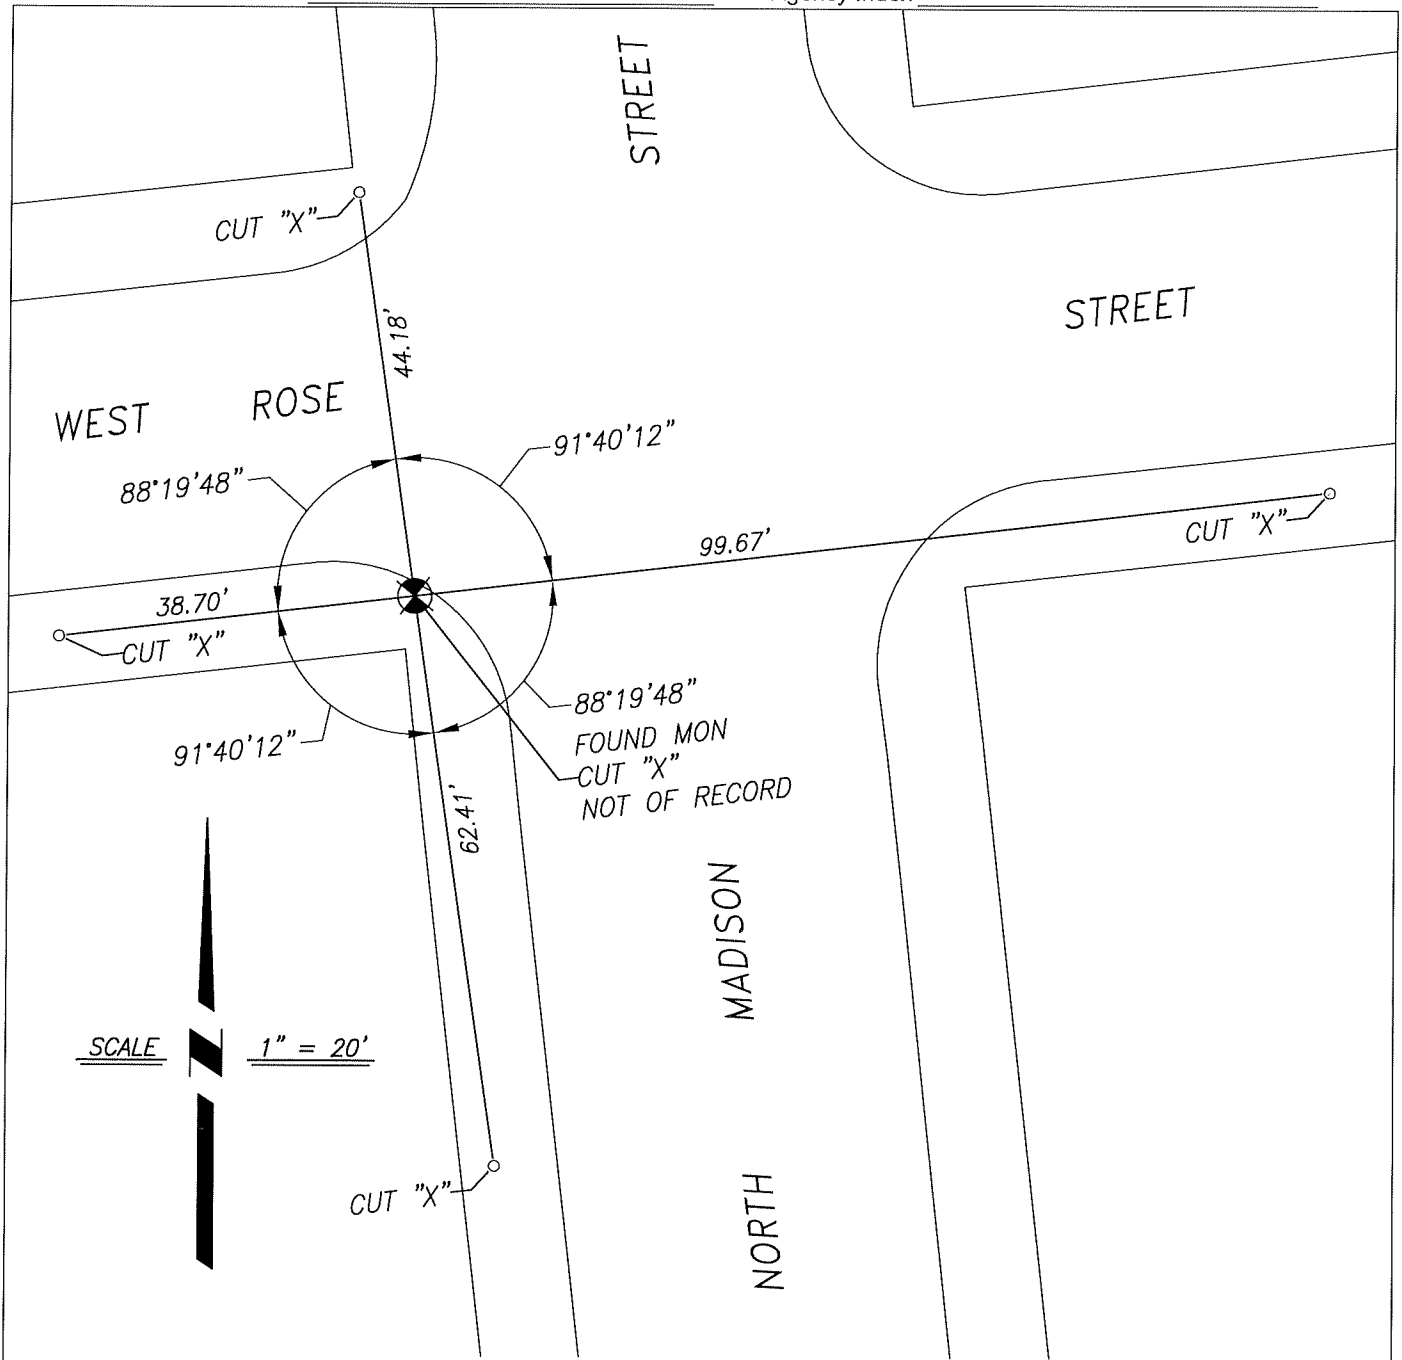 Agency Index
STREET
CUT "X"
STREET
44.18'
WEST ROSE
91°40'12"
88°19'48"
CUT "X"
99.67'
38.70'
CUT "X"
88°19'48"
FOUND MON
CUT "X"
NOT OF RECORD
91°40'12"
62.41'
NORTH MADISON
SCALE 1" = 20'
N
CUT "X"